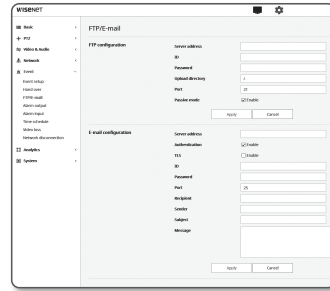 WISENET
Basic
PTZ
Video & Audio
Network
Event
Event setup
Hand over
FTP/E-mail
Alarm output
Alarm input
Time schedule
Video loss
Network disconnection
Analytics
System
FTP/E-mail
FTP configuration
Server address
ID
Password
Upload directory /
Port 21
Passive mode Enable
Apply Cancel
E-mail configuration
Server address
Authentication Enable
TLS Enable
ID
Password
Port 25
Recipient
Sender
Subject
Message
Apply Cancel